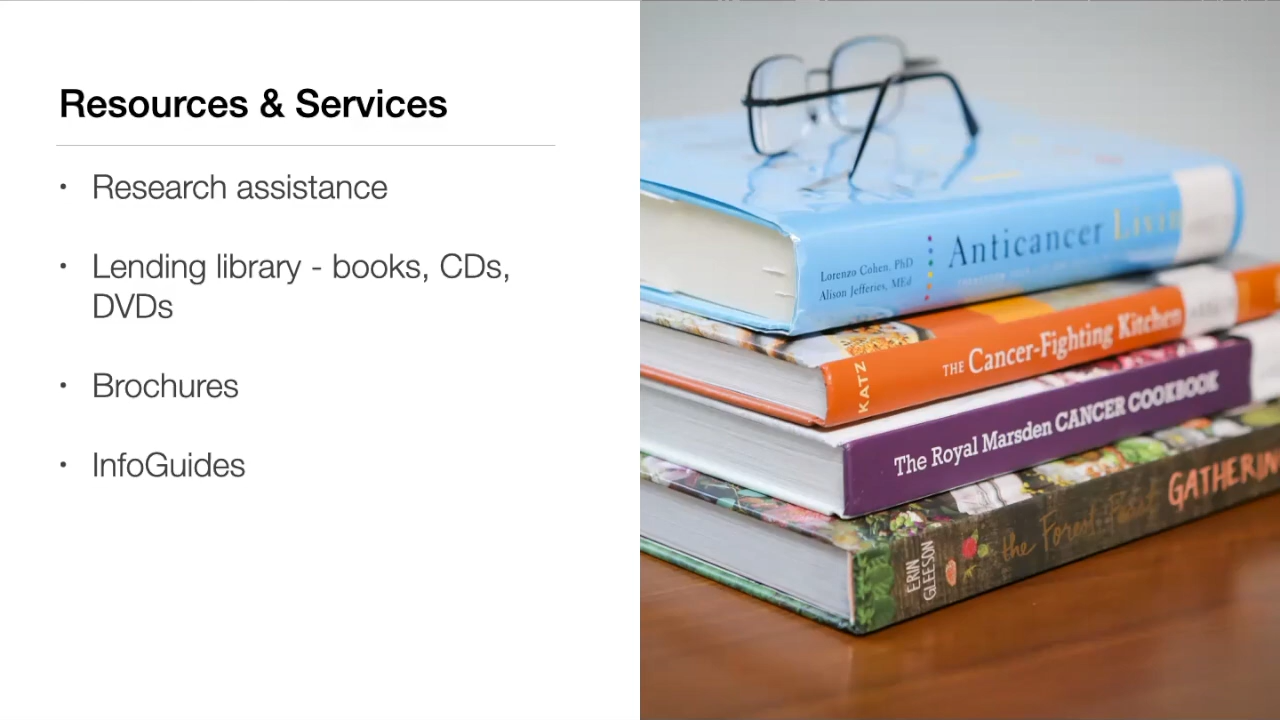 Resources & Services
• Research assistance
• Lending library - books, CDs,
DVDs
• Brochures
• InfoGuides
Lorenzo Cohen, PhD
Alison Jefferies, MEd
Anticancer Livin
KATZ
THE Cancer-Fighting Kitchen
The Royal Marsden CANCER COOKBOOK
ERIN
GLEESON
the Forest Feast
GATHERIN